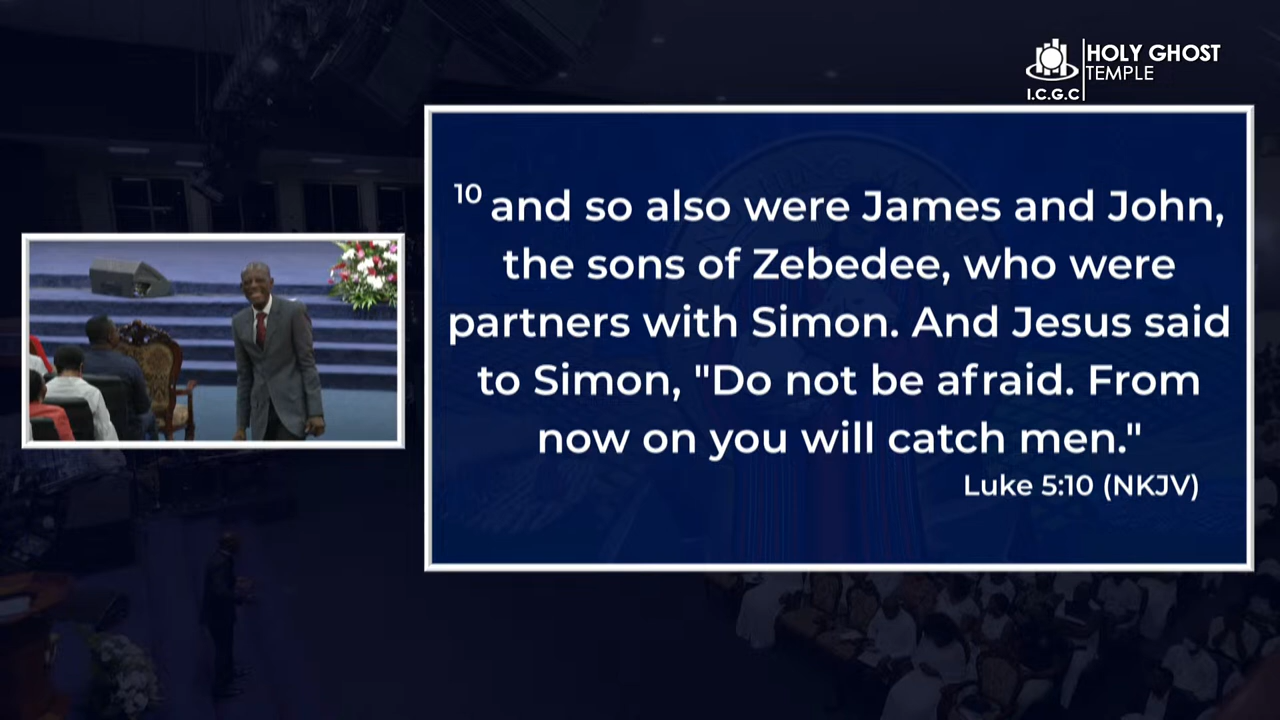 HOLY GHOST
TEMPLE
I.C.G.C
10 and so also were James and John,
the sons of Zebedee, who were
partners with Simon. And Jesus said
to Simon, "Do not be afraid. From
now on you will catch men."
Luke 5:10 (NKJV)